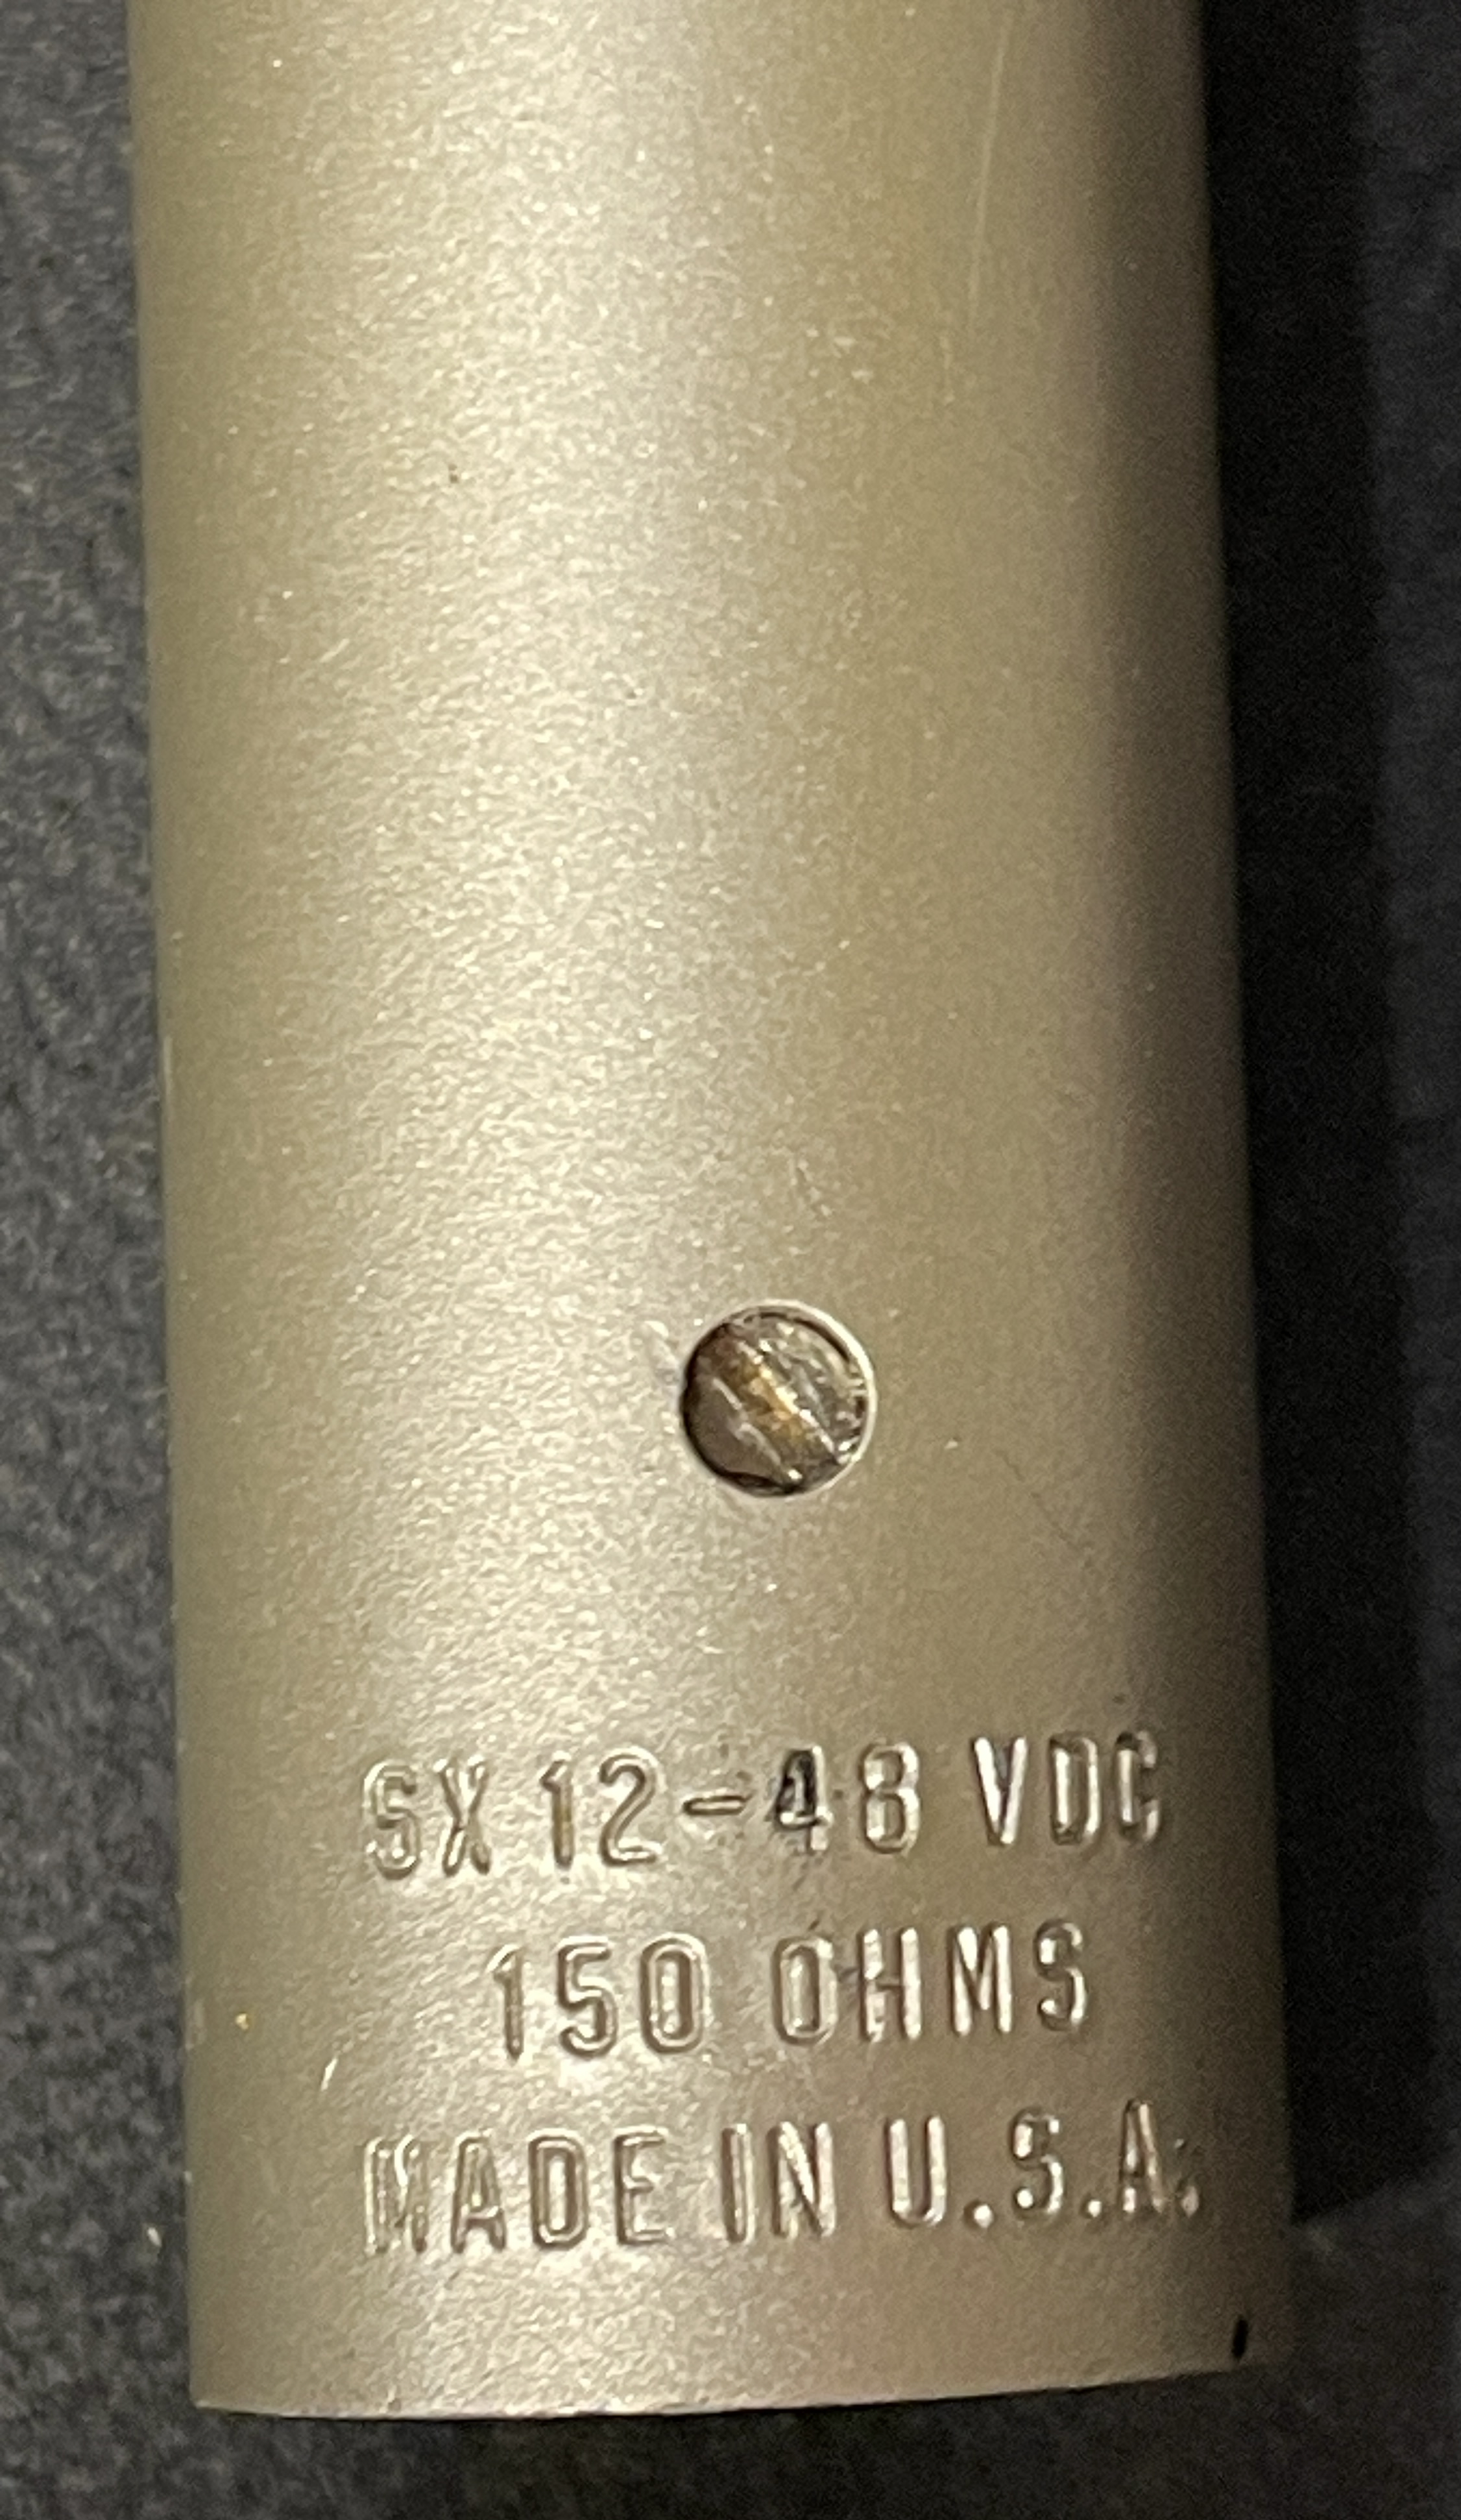 SX 12-48 VDC
150 OHMS
MADE IN U.S.A.